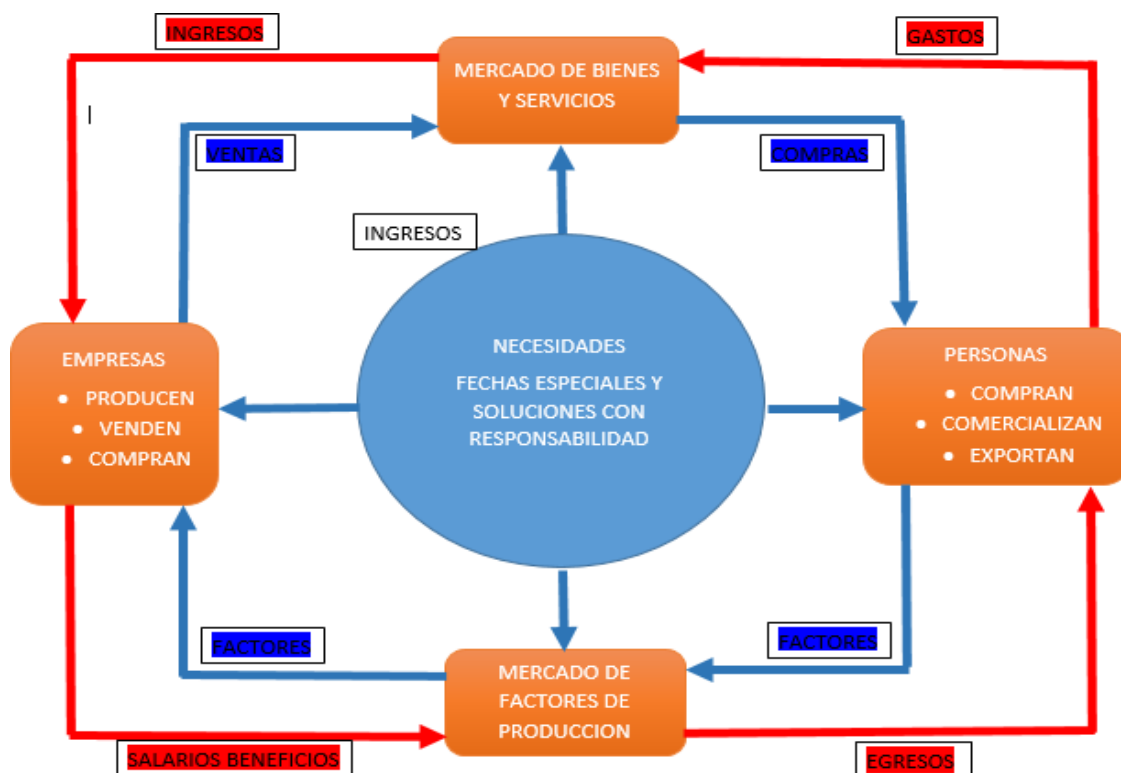 INGRESOS
GASTOS
MERCADO DE BIENES
Y SERVICIOS
VENTAS
COMPRAS
INGRESOS
EMPRESAS
• PRODUCEN
• VENDEN
• COMPRAN
NECESIDADES
FECHAS ESPECIALES Y
SOLUCIONES CON
RESPONSABILIDAD
PERSONAS
• COMPRAN
• COMERCIALIZAN
• EXPORTAN
FACTORES
FACTORES
MERCADO DE
FACTORES DE
PRODUCCION
SALARIOS BENEFICIOS
EGRESOS